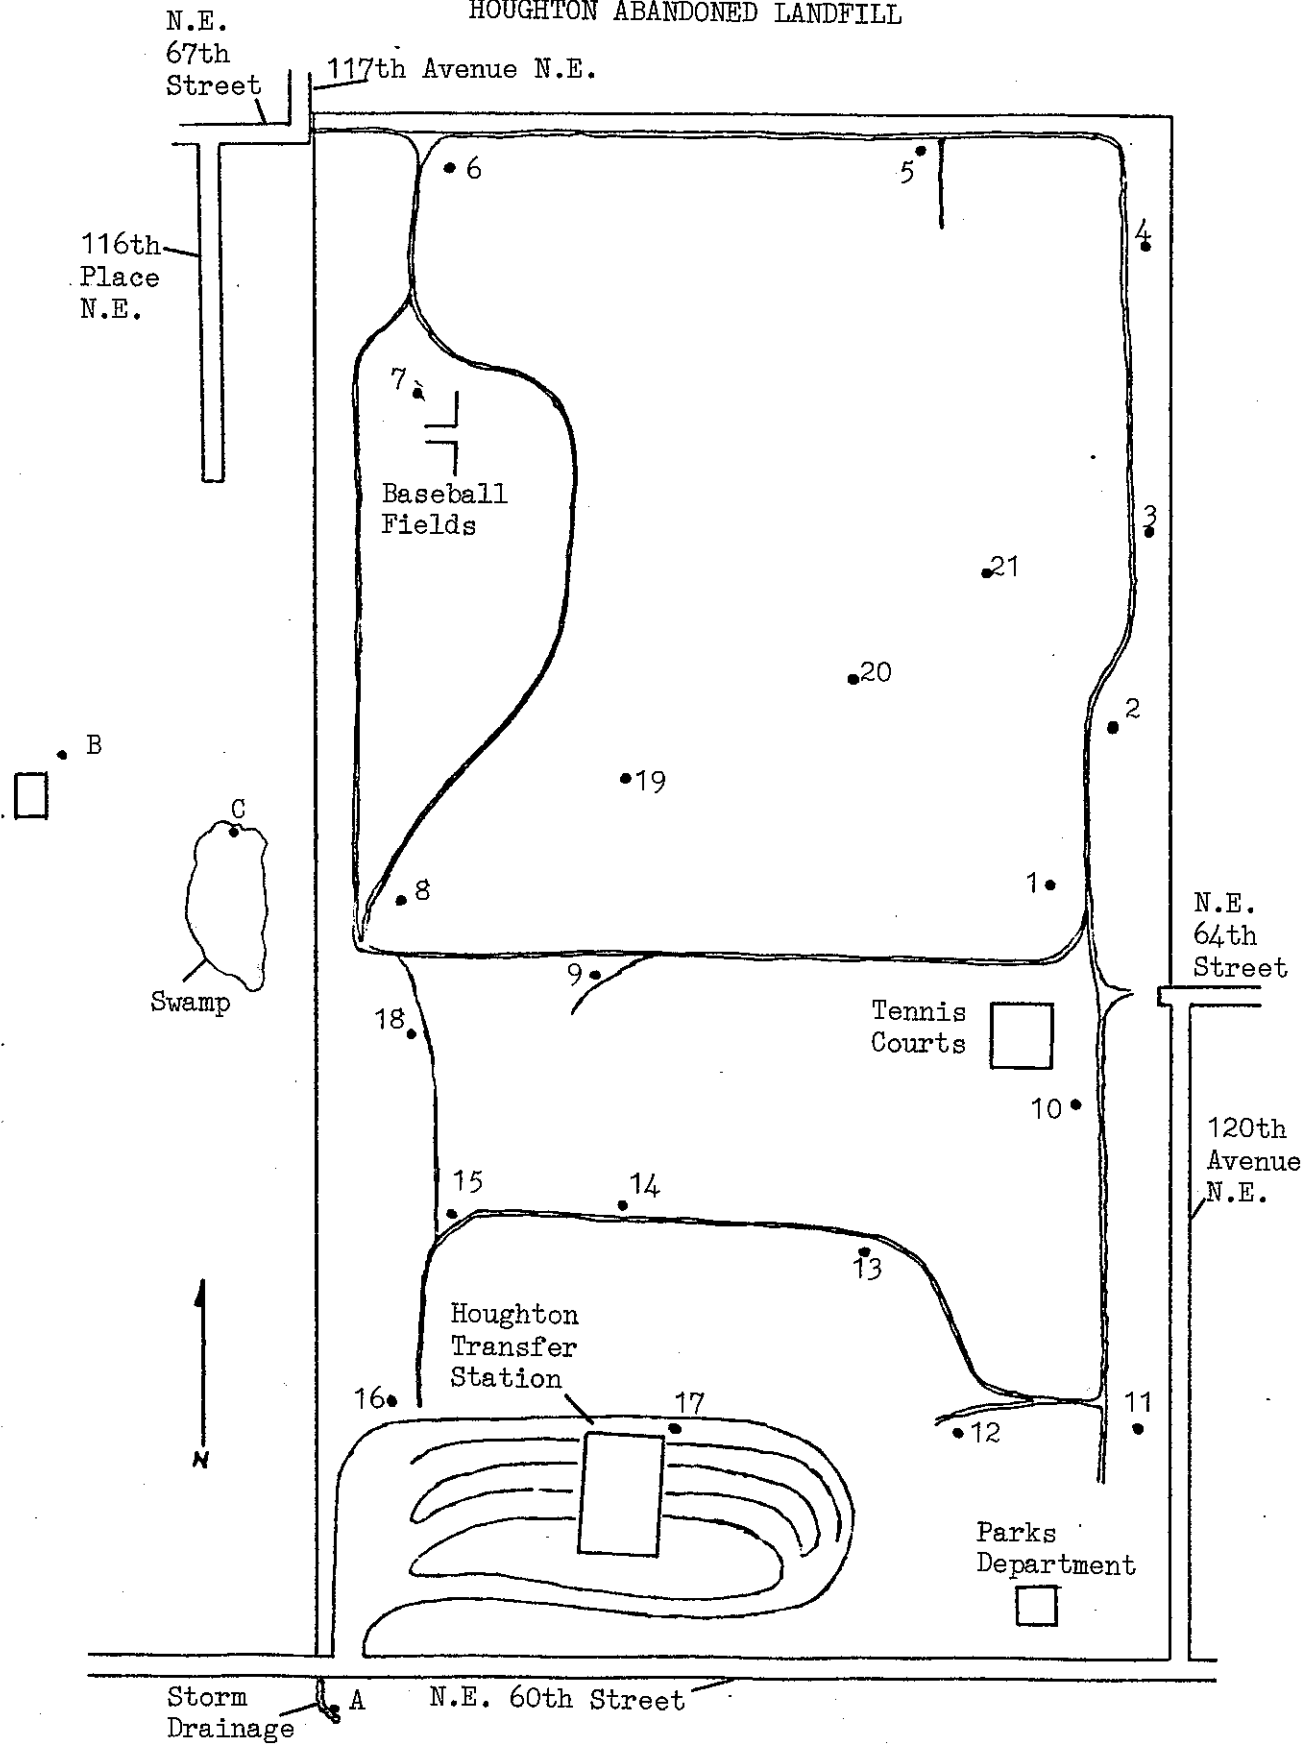 HOUGHTON ABANDONED LANDFILL
N.E.
67th
Street
117th Avenue N.E.
6
5
4
116th
Place
N.E.
7
Baseball
Fields
3
21
20
2
B
19
C
8
1
N.E.
64th
Street
9
Swamp
18
Tennis
Courts
10
120th
Avenue
N.E.
15
14
13
Houghton
Transfer
Station
16
17
11
12
N
Parks
Department
Storm
Drainage
A
N.E. 60th Street